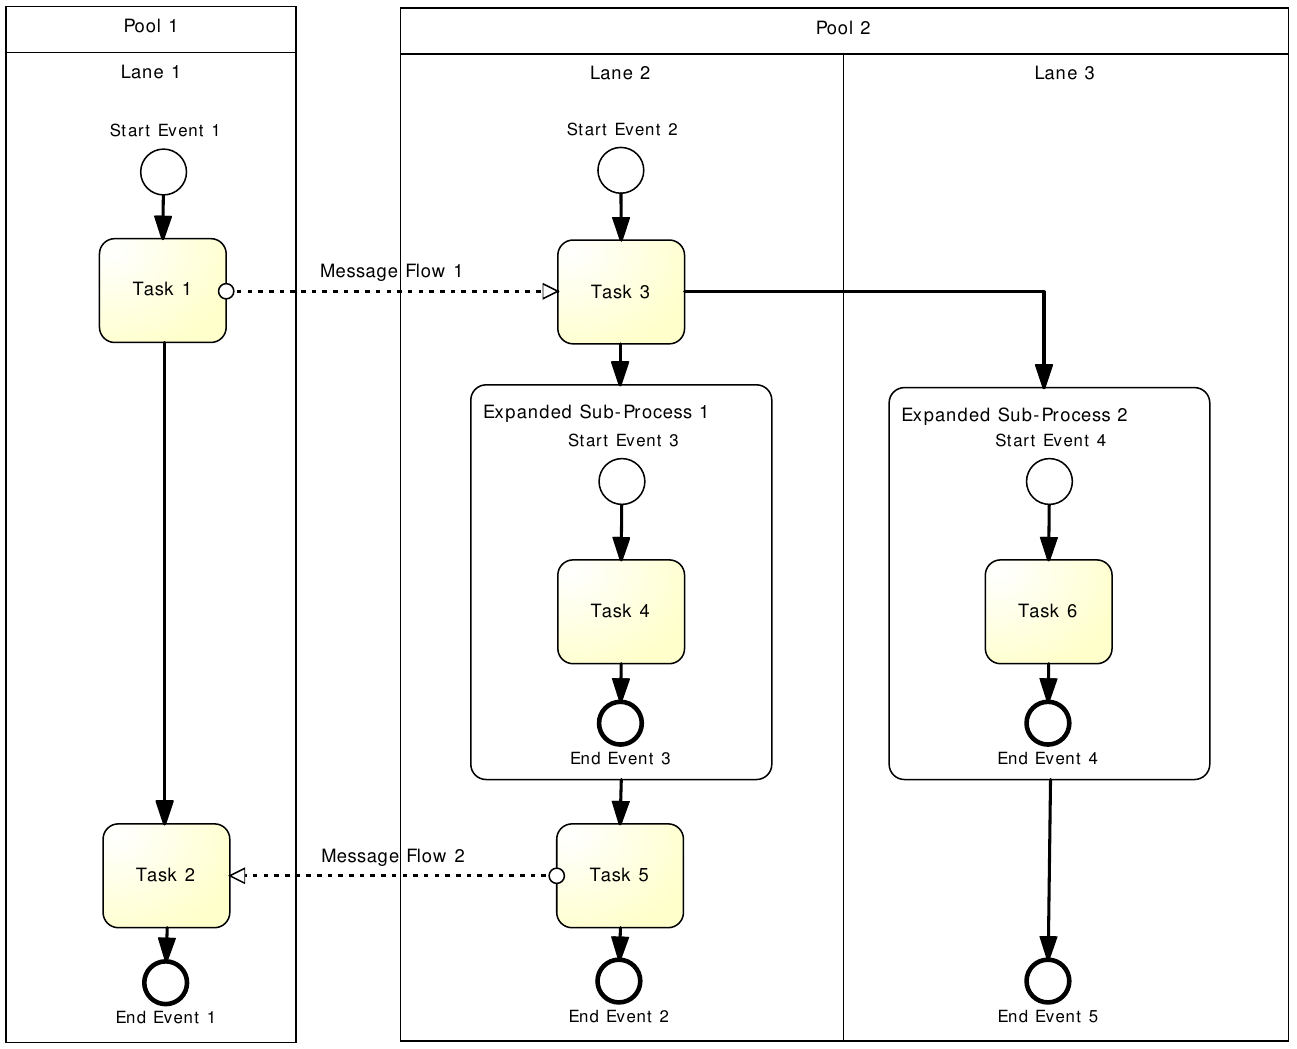 Pool 1
Pool 2
Lane 1
Lane 2
Lane 3
Start Event 1
Start Event 2
Task 1
Message Flow 1
Task 3
Expanded Sub-Process 1
Start Event 3
Expanded Sub-Process 2
Start Event 4
Task 4
Task 6
End Event 3
End Event 4
Task 2
Message Flow 2
Task 5
End Event 1
End Event 2
End Event 5